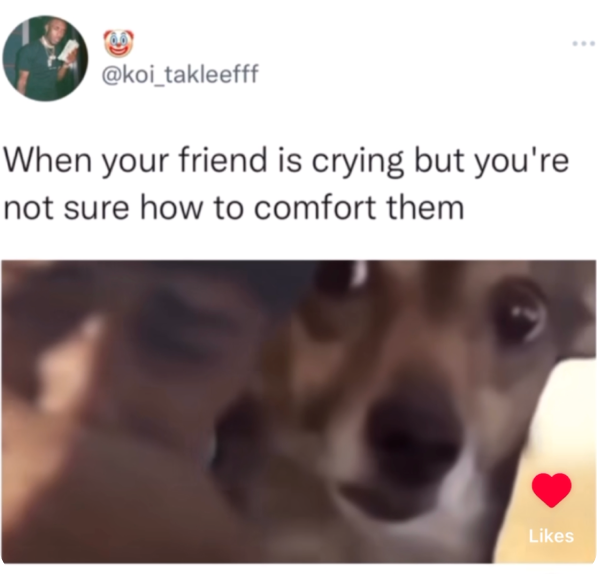 @koi_takleefff
When your friend is crying but you're
not sure how to comfort them
Likes